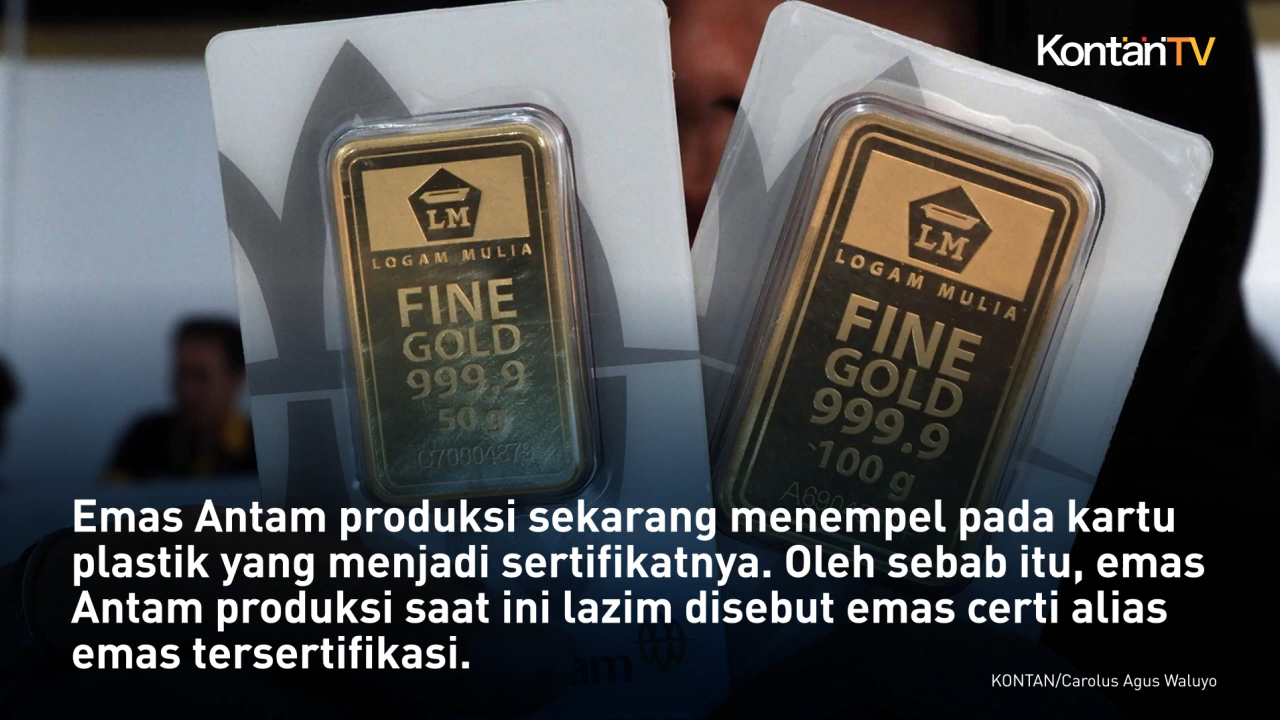 KontanTV
LM
LOGAM MULIA
FINE
GOLD
999.9
50 g
LM
LOGAM MULIA
FINE
GOLD
999.9
100 g
Emas Antam produksi sekarang menempel pada kartu
plastik yang menjadi sertifikatnya. Oleh sebab itu, emas
Antam produksi saat ini lazim disebut emas certi alias
emas tersertifikasi.
KONTAN/Carolus Agus Waluyo